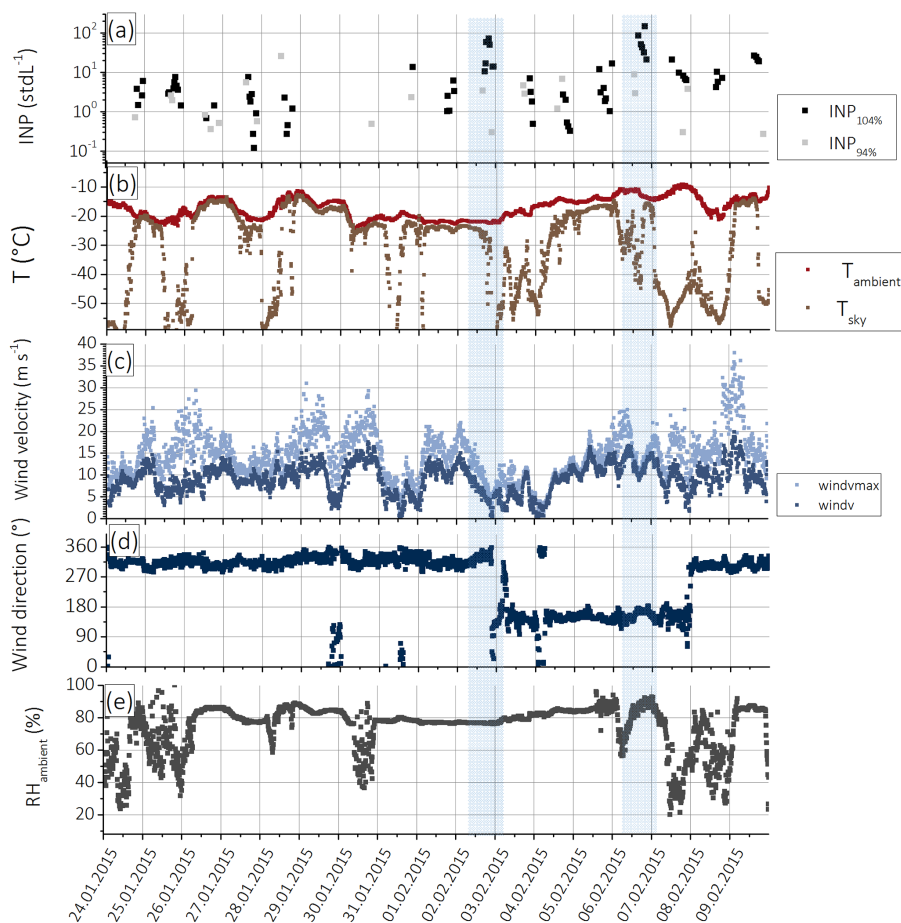 (a)
INP (stdL⁻¹)
10²
10¹
10⁰
10⁻¹
INP104%
INP94%
(b)
T (°C)
-10
-20
-30
-40
-50
Tambient
Tsky
(c)
Wind velocity (m s⁻¹)
40
35
30
25
20
15
10
5
0
windvmax
windv
(d)
Wind direction (°)
360
270
180
90
0
(e)
RHambient (%)
100
80
60
40
20
24.01.2015
25.01.2015
26.01.2015
27.01.2015
28.01.2015
29.01.2015
30.01.2015
31.01.2015
01.02.2015
02.02.2015
03.02.2015
04.02.2015
05.02.2015
06.02.2015
07.02.2015
08.02.2015
09.02.2015